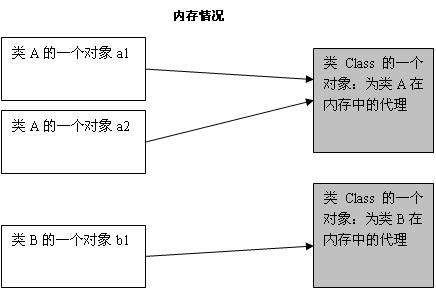 内存情况
类 A 的一个对象 a1
类 Class 的一个
对象：为类 A 在
内存中的代理
类 A 的一个对象 a2
类 Class 的一个
对象：为类 B 在
内存中的代理
类 B 的一个对象 b1